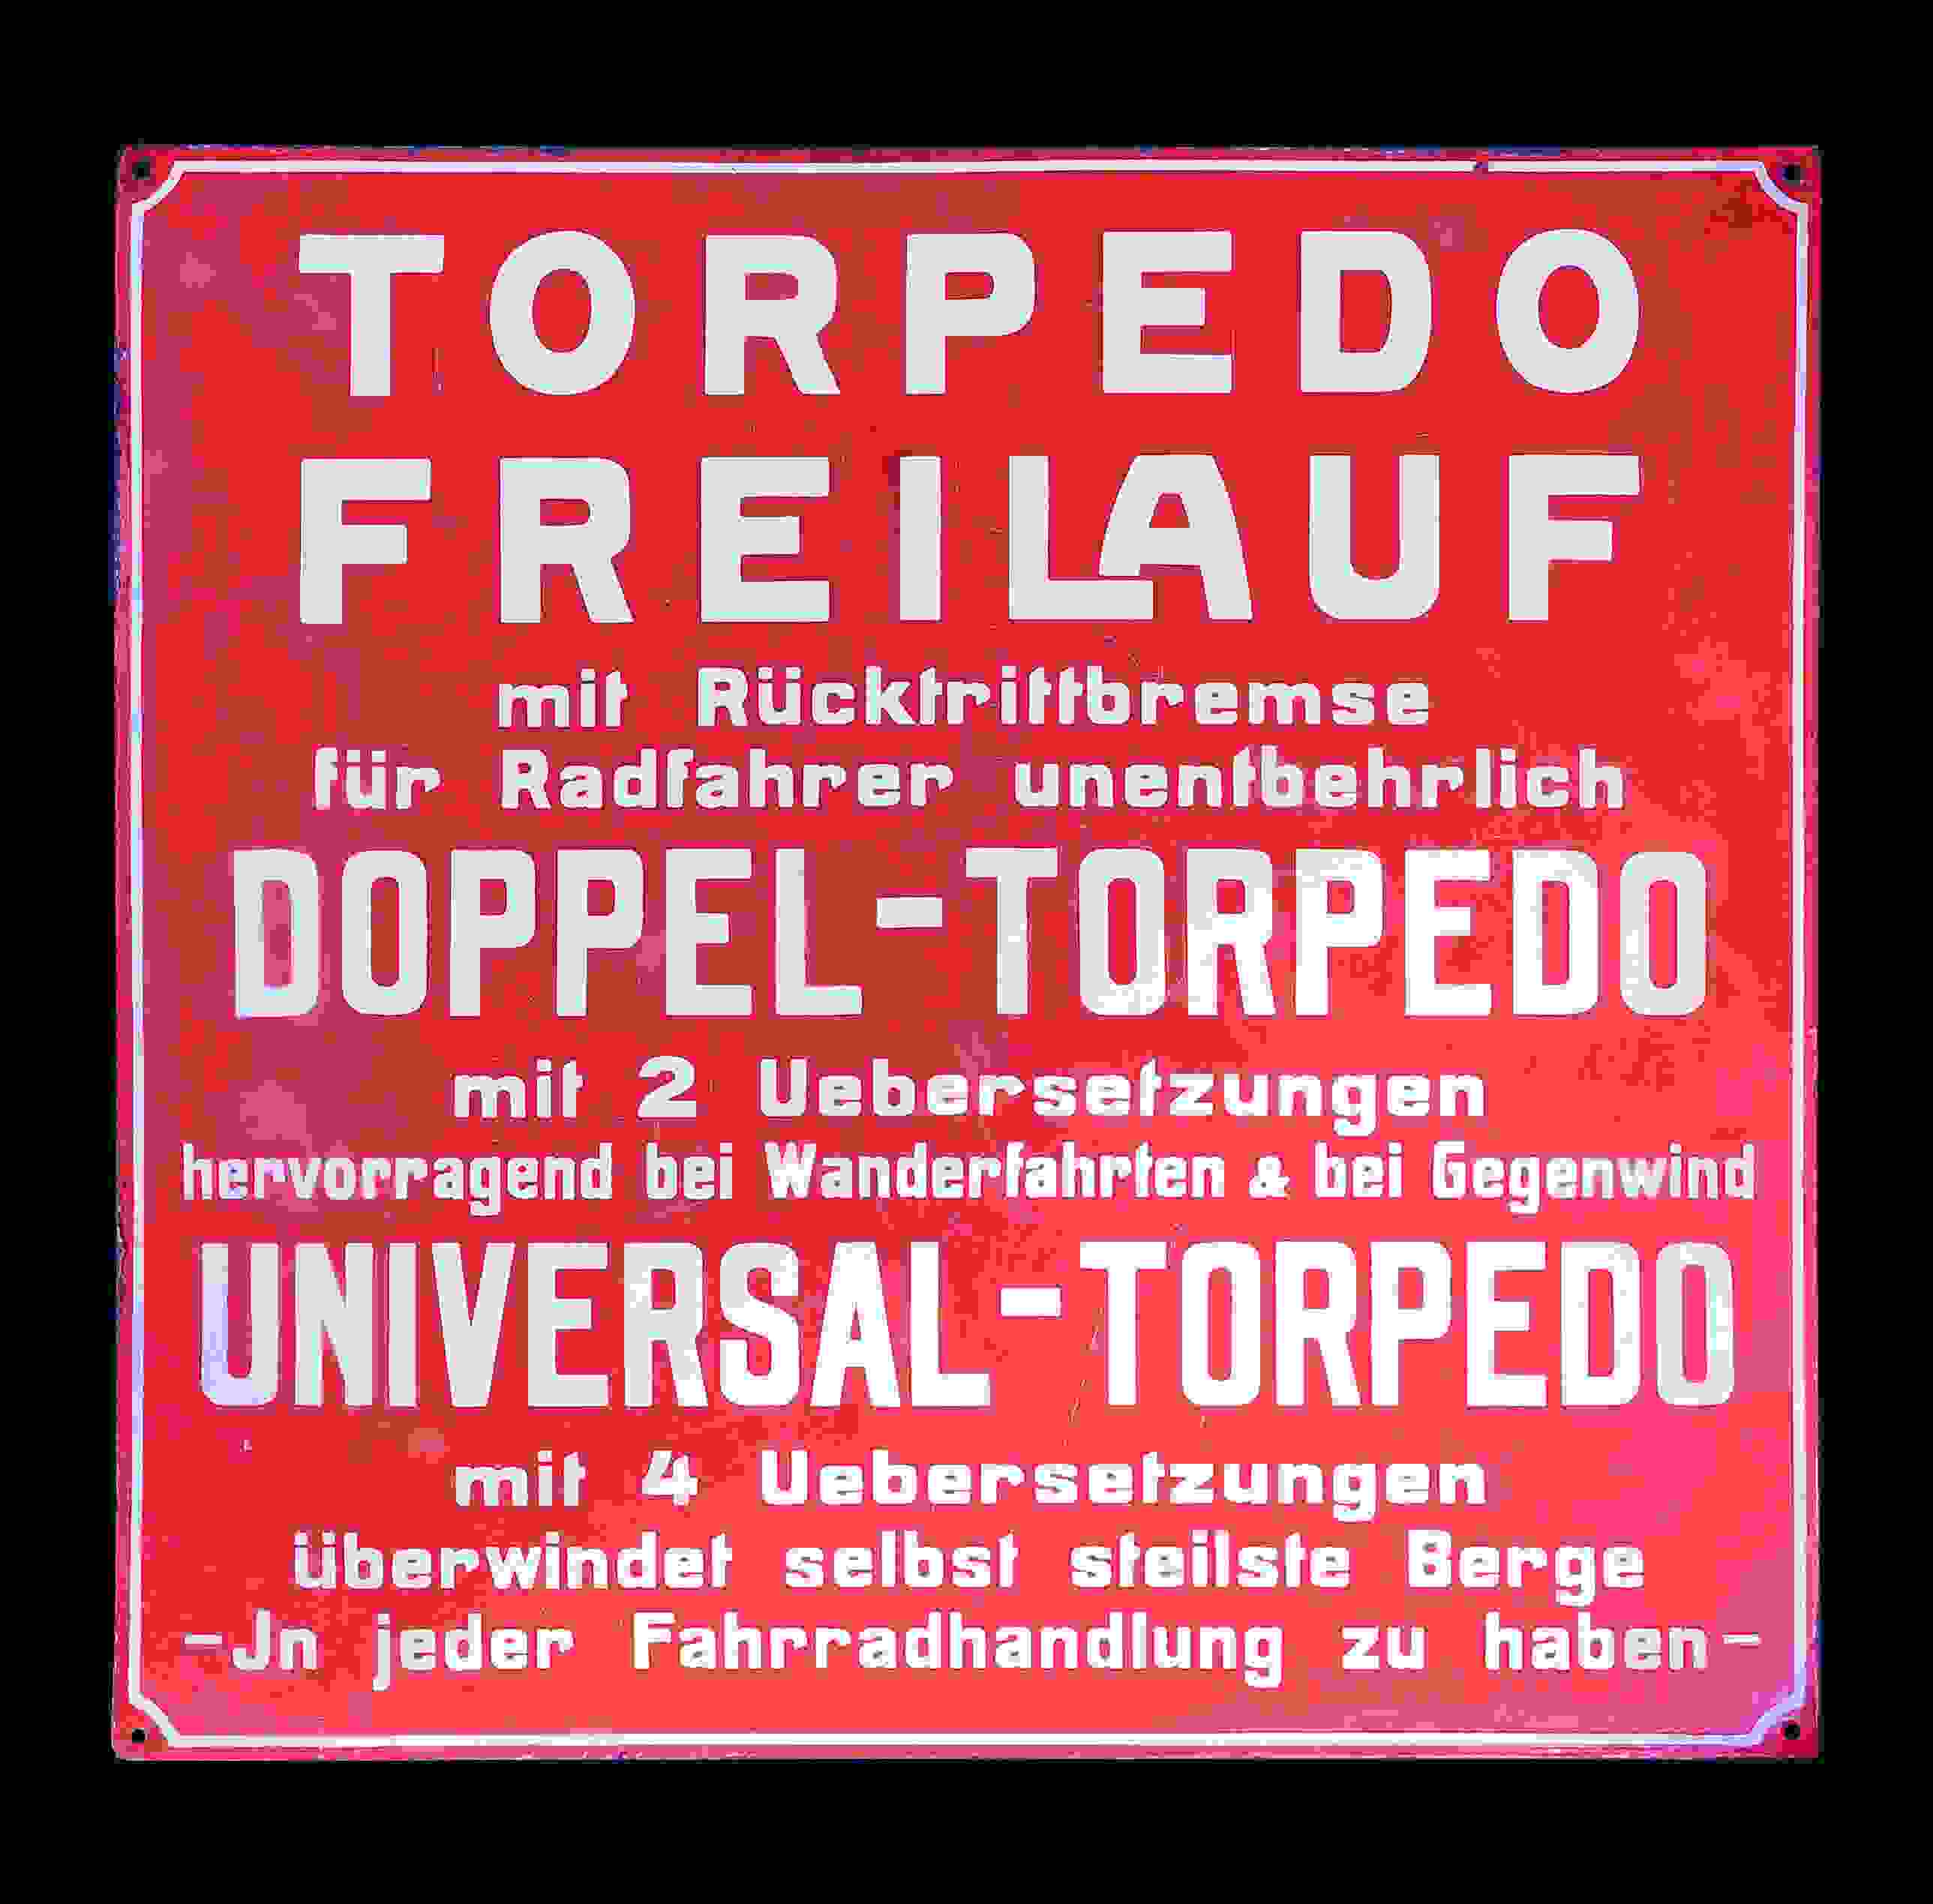 TORPEDO
FREILAUF
mit Rücktrittbremse
für Radfahrer unentbehrlich
DOPPEL-TORPEDO
mit 2 Uebersetzungen
hervorragend bei Wanderfahrten & bei Gegenwind
UNIVERSAL-TORPEDO
mit 4 Uebersetzungen
überwindet selbst steilste Berge
-Jn jeder Fahrradhandlung zu haben-